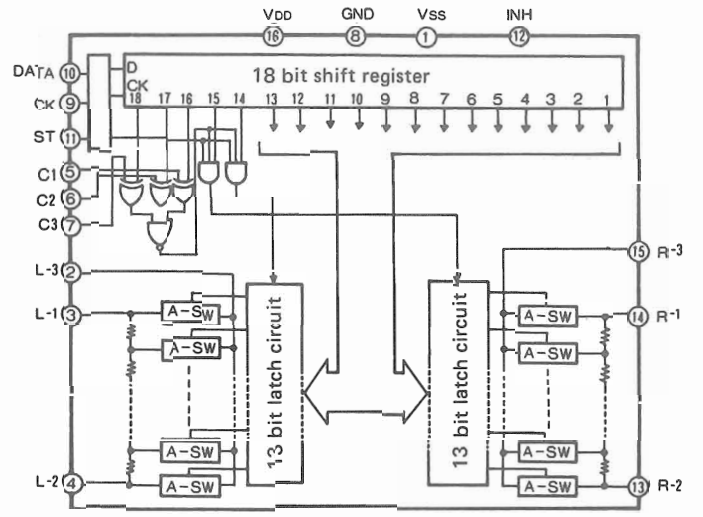 VDD GND VSS INH
16 8 1 12
DATA 10 D
18 bit shift register
CK 9 CK
18 17 16 15 14 13 12 11 10 9 8 7 6 5 4 3 2 1
ST 11
C1 5
C2 6
C3 7
L-3 2
15 R-3
L-1 3
A-SW
A-SW
14 R-1
A-SW
A-SW
13 bit latch circuit
13 bit latch circuit
A-SW
A-SW
L-2 4
A-SW
A-SW
13 R-2